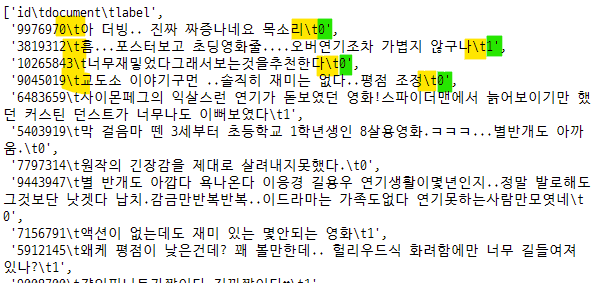 ['id\tdocument\tlabel',
'9976970\t아 더빙.. 진짜 짜증나네요 목소리\t0',
'3819312\t흠...포스터보고 초딩영화줄....오버연기조차 가볍지 않구나\t1',
'10265843\t너무재밓었다그래서보는것을추천한다\t0',
'9045019\t교도소 이야기구먼 ..솔직히 재미는 없다..평점 조정\t0',
'6483659\t사이몬페그의 익살스런 연기가 돋보였던 영화!스파이더맨에서 늙어보이기만 했
던 커스틴 던스트가 너무나도 이뻐보였다\t1',
'5403919\t막 걸음마 뗀 3세부터 초등학교 1학년생인 8살용영화.ㅋㅋㅋ...별반개도 아까
움.\t0',
'7797314\t원작의 긴장감을 제대로 살려내지못했다.\t0',
'9443947\t별 반개도 아깝다 욕나온다 이응경 길용우 연기생활이몇년인지..정말 발로해도
그것보단 낫겟다 납치.감금만반복반복..이드라마는 가족도없다 연기못하는사람만모엿네\t
0',
'7156791\t액션이 없는데도 재미 있는 몇안되는 영화\t1',
'5912145\t왜케 평점이 낮은건데? 꽤 볼만한데.. 헐리우드식 화려함에만 너무 길들여져
있나?\t1',